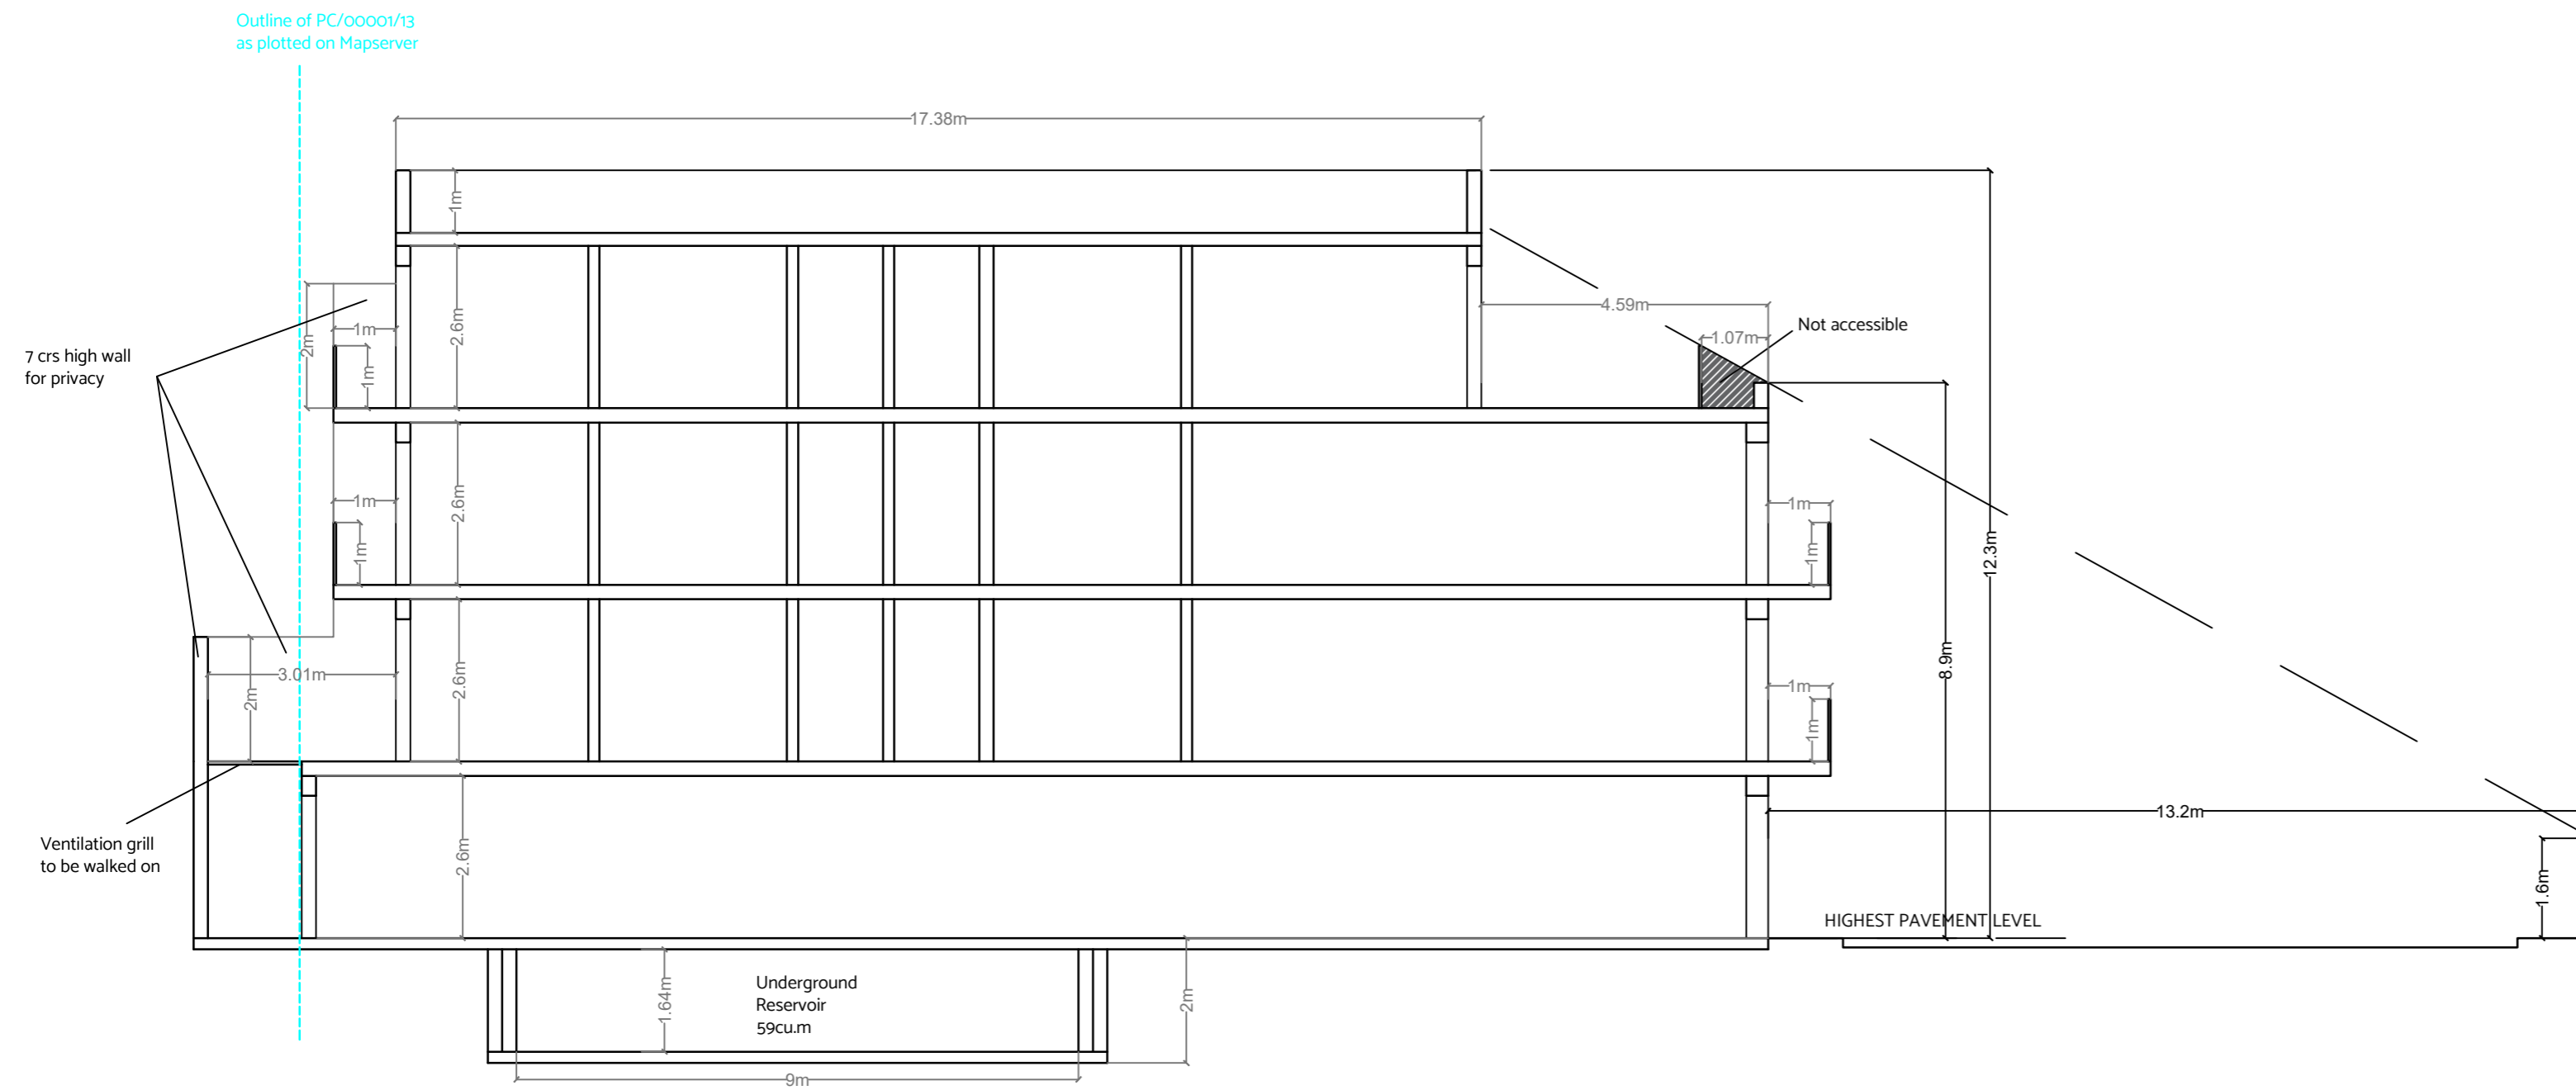 Outline of PC/00001/13
as plotted on Mapserver
17.38m
1m
2.6m
2m
1m
1m
4.59m
1.07m
Not accessible
7 crs high wall
for privacy
1m
1m
2.6m
1m
1m
12.3m
8.9m
3.01m
2m
2.6m
1m
1m
13.2m
Ventilation grill
to be walked on
2.6m
1.6m
HIGHEST PAVEMENT LEVEL
1.64m
Underground
Reservoir
59cu.m
2m
9m